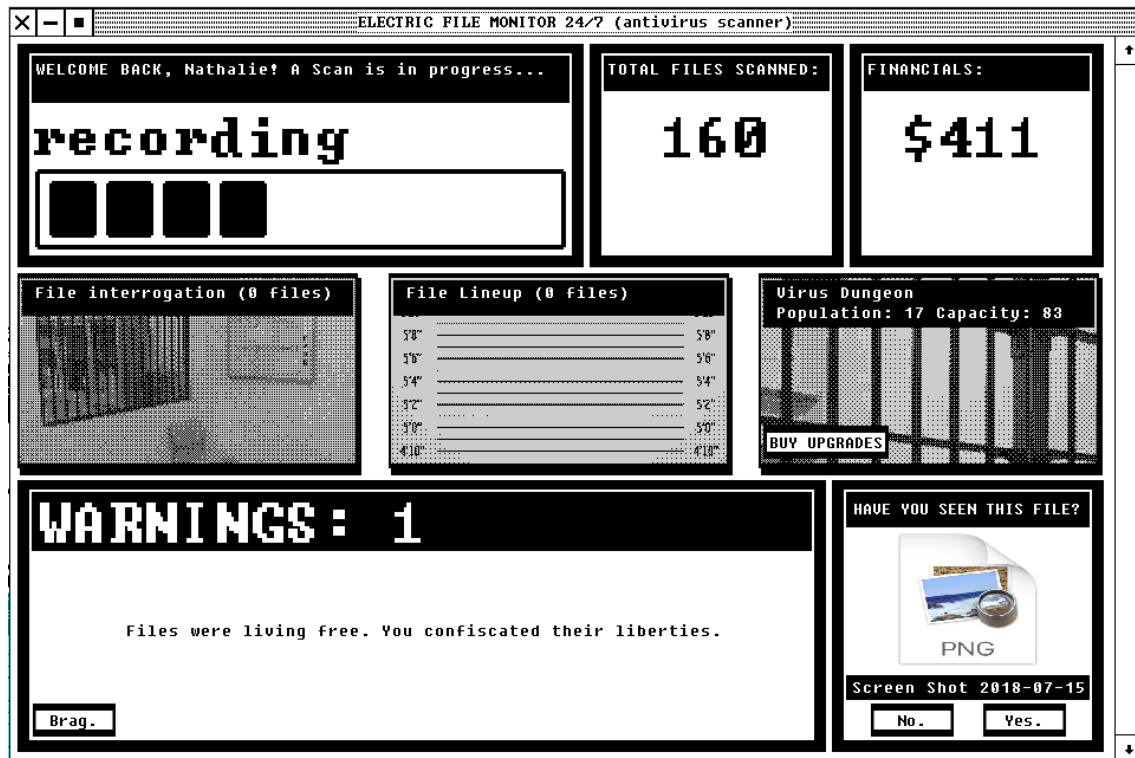 ELECTRIC FILE MONITOR 24/7 (antivirus scanner)
WELCOME BACK, Nathalie! A Scan is in progress...
recording
TOTAL FILES SCANNED:
160
FINANCIALS:
$411
File interrogation (0 files)
File Lineup (0 files)
5'8" 5'8"
5'6" 5'6"
5'4" 5'4"
5'2" 5'2"
5'0" 5'0"
4'10" 4'10"
Virus Dungeon
Population: 17 Capacity: 83
BUY UPGRADES
WARNINGS: 1
Files were living free. You confiscated their liberties.
Brag.
HAVE YOU SEEN THIS FILE?
PNG
Screen Shot 2018-07-15
No. Yes.